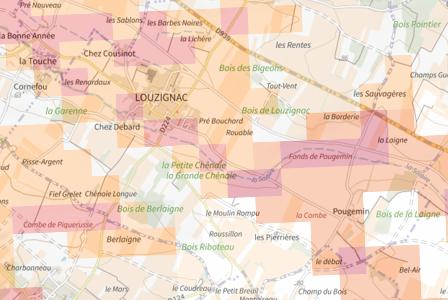 Pré Nouveau
les Sablons
les Barbes Noires
Bois Pointier
la Bonne Année
la Lichère
D939
les Rentes
la Touche
Chez Cousinot
Bois des Bigeons
les Renardaux
Tout-Vent
Cornefou
LOUZIGNAC
les Sauvagères
la Garenne
Bois de Louzignac
Chez Debard
D224
Pré Bouchard
la Borderie
Rouable
la Laigne
Risse-Argent
la Petite Chênaie
Fonds de Pougemin
la Grande Chênaie
Fief Grelet
Chênaie Longue
Bois de Berlaigne
le Moulin Rompu
la Combe
Pougemin
Bois de la Laigne
Combe de Piquerusse
Roussillon
les Pierrières
Berlaigne
Bois Riboteau
Charbonneau
le débat
Bel-Air
le Mors
le Coudreau
le Petit Breuil
Champ du Bois
D124